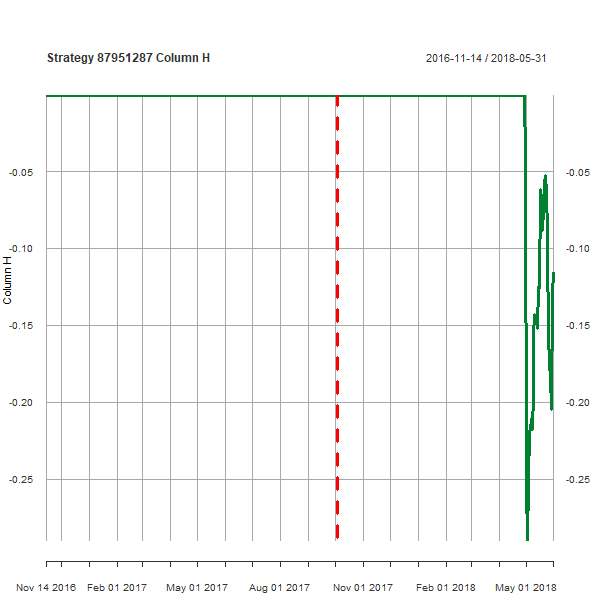 Strategy 87951287 Column H
2016-11-14 / 2018-05-31
-0.05
-0.05
-0.10
-0.10
Column H
-0.15
-0.15
-0.20
-0.20
-0.25
-0.25
Nov 14 2016
Feb 01 2017
May 01 2017
Aug 01 2017
Nov 01 2017
Feb 01 2018
May 01 2018